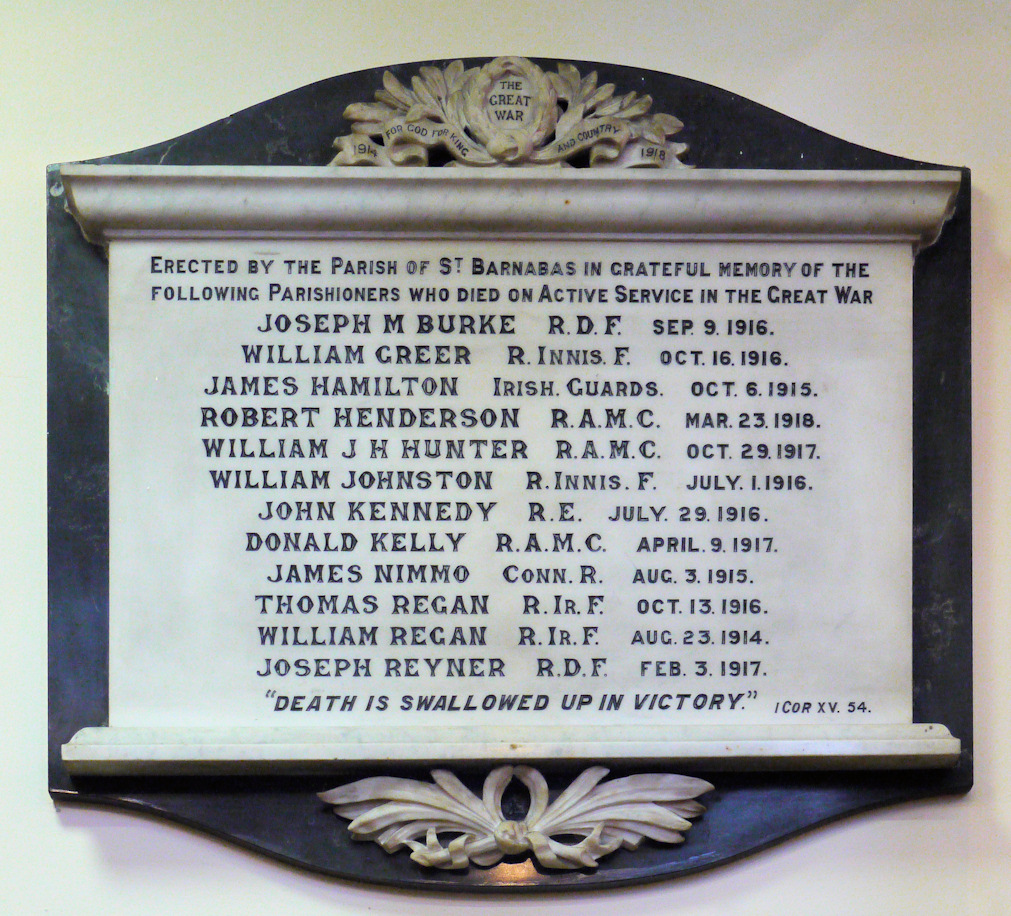 THE
GREAT
WAR
FOR GOD FOR KING
AND COUNTRY
1914
1918
ERECTED BY THE PARISH OF ST. BARNABAS IN GRATEFUL MEMORY OF THE
FOLLOWING PARISHIONERS WHO DIED ON ACTIVE SERVICE IN THE GREAT WAR
JOSEPH M BURKE R.D.F. SEP. 9. 1916.
WILLIAM GREER R. INNIS. F. OCT. 16. 1916.
JAMES HAMILTON IRISH. GUARDS. OCT. 6. 1915.
ROBERT HENDERSON R.A.M.C. MAR. 23. 1918.
WILLIAM J H HUNTER R.A.M.C. OCT. 29. 1917.
WILLIAM JOHNSTON R. INNIS. F. JULY. 1. 1916.
JOHN KENNEDY R.E. JULY. 29. 1916.
DONALD KELLY R.A.M.C. APRIL. 9. 1917.
JAMES NIMMO CONN. R. AUG. 3. 1915.
THOMAS REGAN R. IR. F. OCT. 13. 1916.
WILLIAM REGAN R. IR. F. AUG. 23. 1914.
JOSEPH REYNER R.D.F. FEB. 3. 1917.
"DEATH IS SWALLOWED UP IN VICTORY." 1 COR XV. 54.